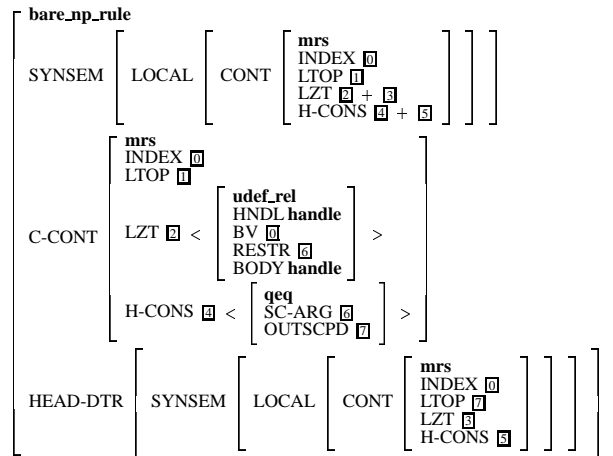 bare_np_rule
SYNSEM LOCAL CONT mrs
INDEX 0
LTOP 1
LZT 2 + 3
H-CONS 4 + 5
C-CONT mrs
INDEX 0
LTOP 1
LZT 2 < udef_rel
HNDL handle
BV 0
RESTR 6
BODY handle >
H-CONS 4 < qeq
SC-ARG 6
OUTSCPD 7 >
HEAD-DTR SYNSEM LOCAL CONT mrs
INDEX 0
LTOP 7
LZT 3
H-CONS 5